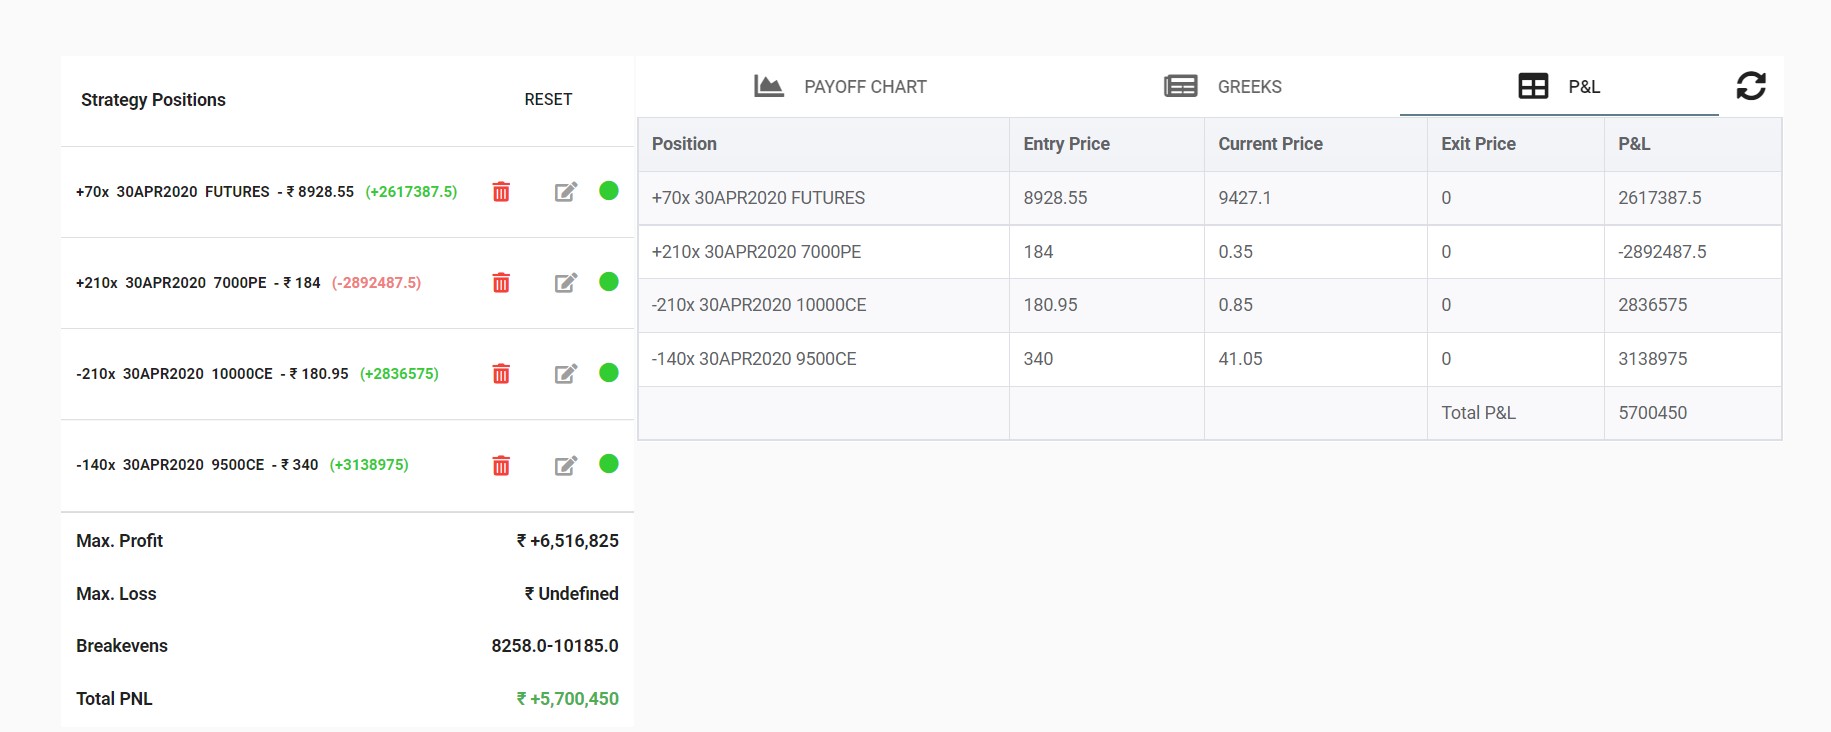 Strategy Positions RESET
+70x 30APR2020 FUTURES - ₹ 8928.55 (+2617387.5)
+210x 30APR2020 7000PE - ₹ 184 (-2892487.5)
-210x 30APR2020 10000CE - ₹ 180.95 (+2836575)
-140x 30APR2020 9500CE - ₹ 340 (+3138975)
Max. Profit ₹ +6,516,825
Max. Loss ₹ Undefined
Breakevens 8258.0-10185.0
Total PNL ₹ +5,700,450
PAYOFF CHART GREEKS P&L
Position Entry Price Current Price Exit Price P&L
+70x 30APR2020 FUTURES 8928.55 9427.1 0 2617387.5
+210x 30APR2020 7000PE 184 0.35 0 -2892487.5
-210x 30APR2020 10000CE 180.95 0.85 0 2836575
-140x 30APR2020 9500CE 340 41.05 0 3138975
Total P&L 5700450